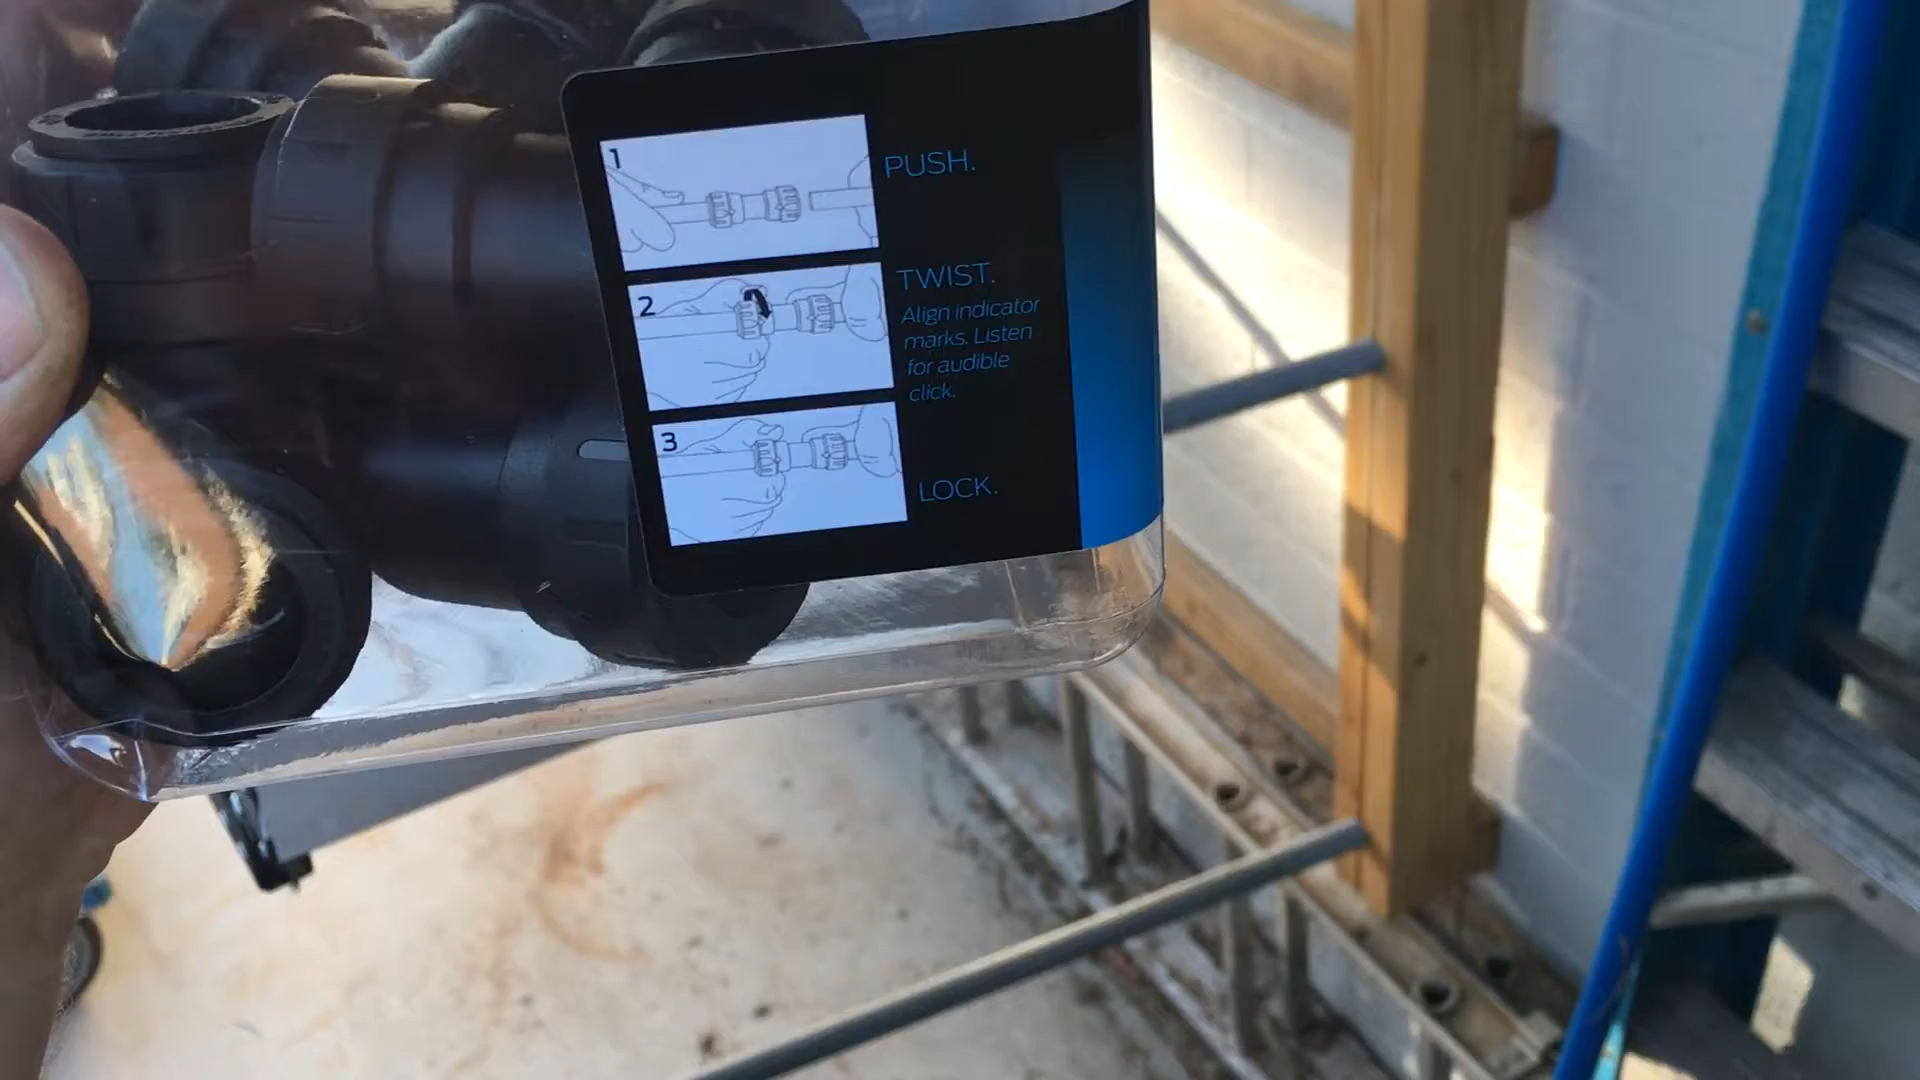 1
PUSH.
2
TWIST.
Align indicator
marks. Listen
for audible
click.
3
LOCK.